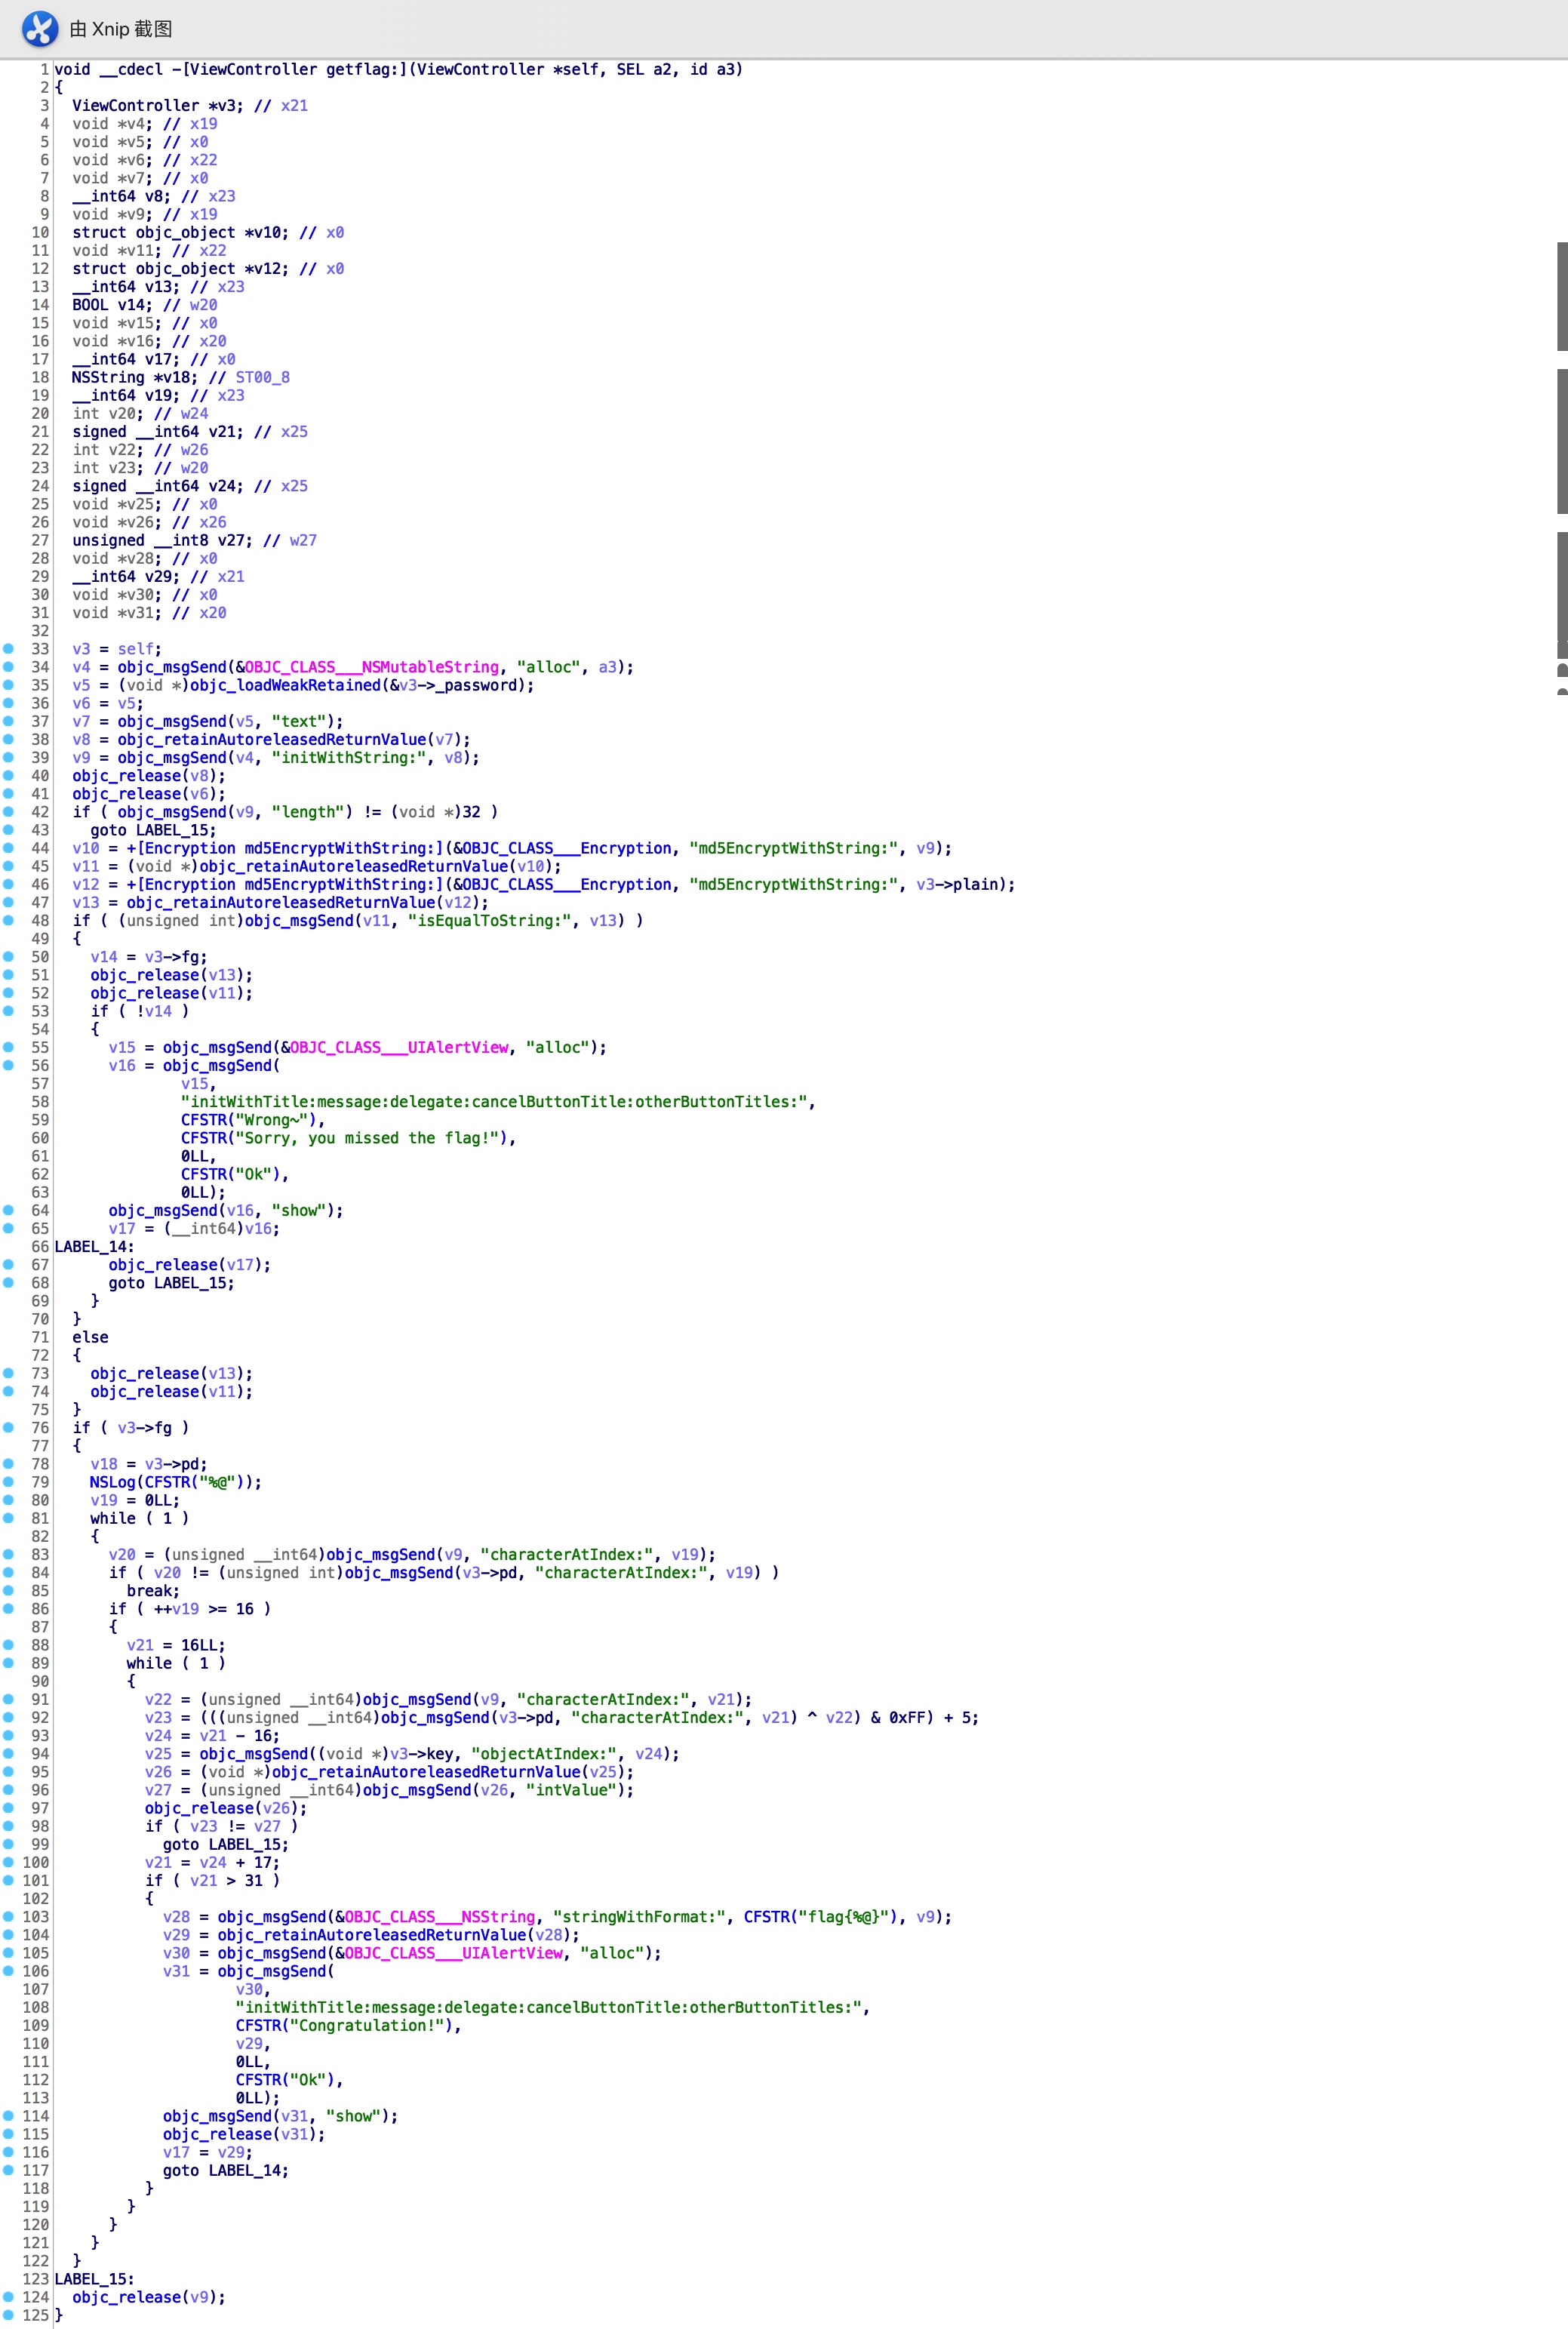 由 Xnip 截图
1 void __cdecl -[ViewController getflag:](ViewController *self, SEL a2, id a3)
2 {
3   ViewController *v3; // x21
4   void *v4; // x19
5   void *v5; // x0
6   void *v6; // x22
7   void *v7; // x0
8   __int64 v8; // x23
9   void *v9; // x19
10   struct objc_object *v10; // x0
11   void *v11; // x22
12   struct objc_object *v12; // x0
13   __int64 v13; // x23
14   BOOL v14; // w20
15   void *v15; // x0
16   void *v16; // x20
17   __int64 v17; // x0
18   NSString *v18; // ST00_8
19   __int64 v19; // x23
20   int v20; // w24
21   signed __int64 v21; // x25
22   int v22; // w26
23   int v23; // w20
24   signed __int64 v24; // x25
25   void *v25; // x0
26   void *v26; // x26
27   unsigned __int8 v27; // w27
28   void *v28; // x0
29   __int64 v29; // x21
30   void *v30; // x0
31   void *v31; // x20
32
33   v3 = self;
34   v4 = objc_msgSend(&OBJC_CLASS___NSMutableString, "alloc", a3);
35   v5 = (void *)objc_loadWeakRetained(&v3->_password);
36   v6 = v5;
37   v7 = objc_msgSend(v5, "text");
38   v8 = objc_retainAutoreleasedReturnValue(v7);
39   v9 = objc_msgSend(v4, "initWithString:", v8);
40   objc_release(v8);
41   objc_release(v6);
42   if ( objc_msgSend(v9, "length") != (void *)32 )
43     goto LABEL_15;
44   v10 = +[Encryption md5EncryptWithString:](&OBJC_CLASS___Encryption, "md5EncryptWithString:", v9);
45   v11 = (void *)objc_retainAutoreleasedReturnValue(v10);
46   v12 = +[Encryption md5EncryptWithString:](&OBJC_CLASS___Encryption, "md5EncryptWithString:", v3->plain);
47   v13 = objc_retainAutoreleasedReturnValue(v12);
48   if ( (unsigned int)objc_msgSend(v11, "isEqualToString:", v13) )
49   {
50     v14 = v3->fg;
51     objc_release(v13);
52     objc_release(v11);
53     if ( !v14 )
54     {
55       v15 = objc_msgSend(&OBJC_CLASS___UIAlertView, "alloc");
56       v16 = objc_msgSend(
57               v15,
58               "initWithTitle:message:delegate:cancelButtonTitle:otherButtonTitles:",
59               CFSTR("Wrong~"),
60               CFSTR("Sorry, you missed the flag!"),
61               0LL,
62               CFSTR("Ok"),
63               0LL);
64       objc_msgSend(v16, "show");
65       v17 = (__int64)v16;
66 LABEL_14:
67       objc_release(v17);
68       goto LABEL_15;
69     }
70   }
71   else
72   {
73     objc_release(v13);
74     objc_release(v11);
75   }
76   if ( v3->fg )
77   {
78     v18 = v3->pd;
79     NSLog(CFSTR("%@"));
80     v19 = 0LL;
81     while ( 1 )
82     {
83       v20 = (unsigned __int64)objc_msgSend(v9, "characterAtIndex:", v19);
84       if ( v20 != (unsigned int)objc_msgSend(v3->pd, "characterAtIndex:", v19) )
85         break;
86       if ( ++v19 >= 16 )
87       {
88         v21 = 16LL;
89         while ( 1 )
90         {
91           v22 = (unsigned __int64)objc_msgSend(v9, "characterAtIndex:", v21);
92           v23 = (((unsigned __int64)objc_msgSend(v3->pd, "characterAtIndex:", v21) ^ v22) & 0xFF) + 5;
93           v24 = v21 - 16;
94           v25 = objc_msgSend((void *)v3->key, "objectAtIndex:", v24);
95           v26 = (void *)objc_retainAutoreleasedReturnValue(v25);
96           v27 = (unsigned __int64)objc_msgSend(v26, "intValue");
97           objc_release(v26);
98           if ( v23 != v27 )
99             goto LABEL_15;
100           v21 = v24 + 17;
101           if ( v21 > 31 )
102           {
103             v28 = objc_msgSend(&OBJC_CLASS___NSString, "stringWithFormat:", CFSTR("flag{%@}"), v9);
104             v29 = objc_retainAutoreleasedReturnValue(v28);
105             v30 = objc_msgSend(&OBJC_CLASS___UIAlertView, "alloc");
106             v31 = objc_msgSend(
107                     v30,
108                     "initWithTitle:message:delegate:cancelButtonTitle:otherButtonTitles:",
109                     CFSTR("Congratulation!"),
110                     v29,
111                     0LL,
112                     CFSTR("Ok"),
113                     0LL);
114             objc_msgSend(v31, "show");
115             objc_release(v31);
116             v17 = v29;
117             goto LABEL_14;
118           }
119         }
120       }
121     }
122   }
123 LABEL_15:
124   objc_release(v9);
125 }